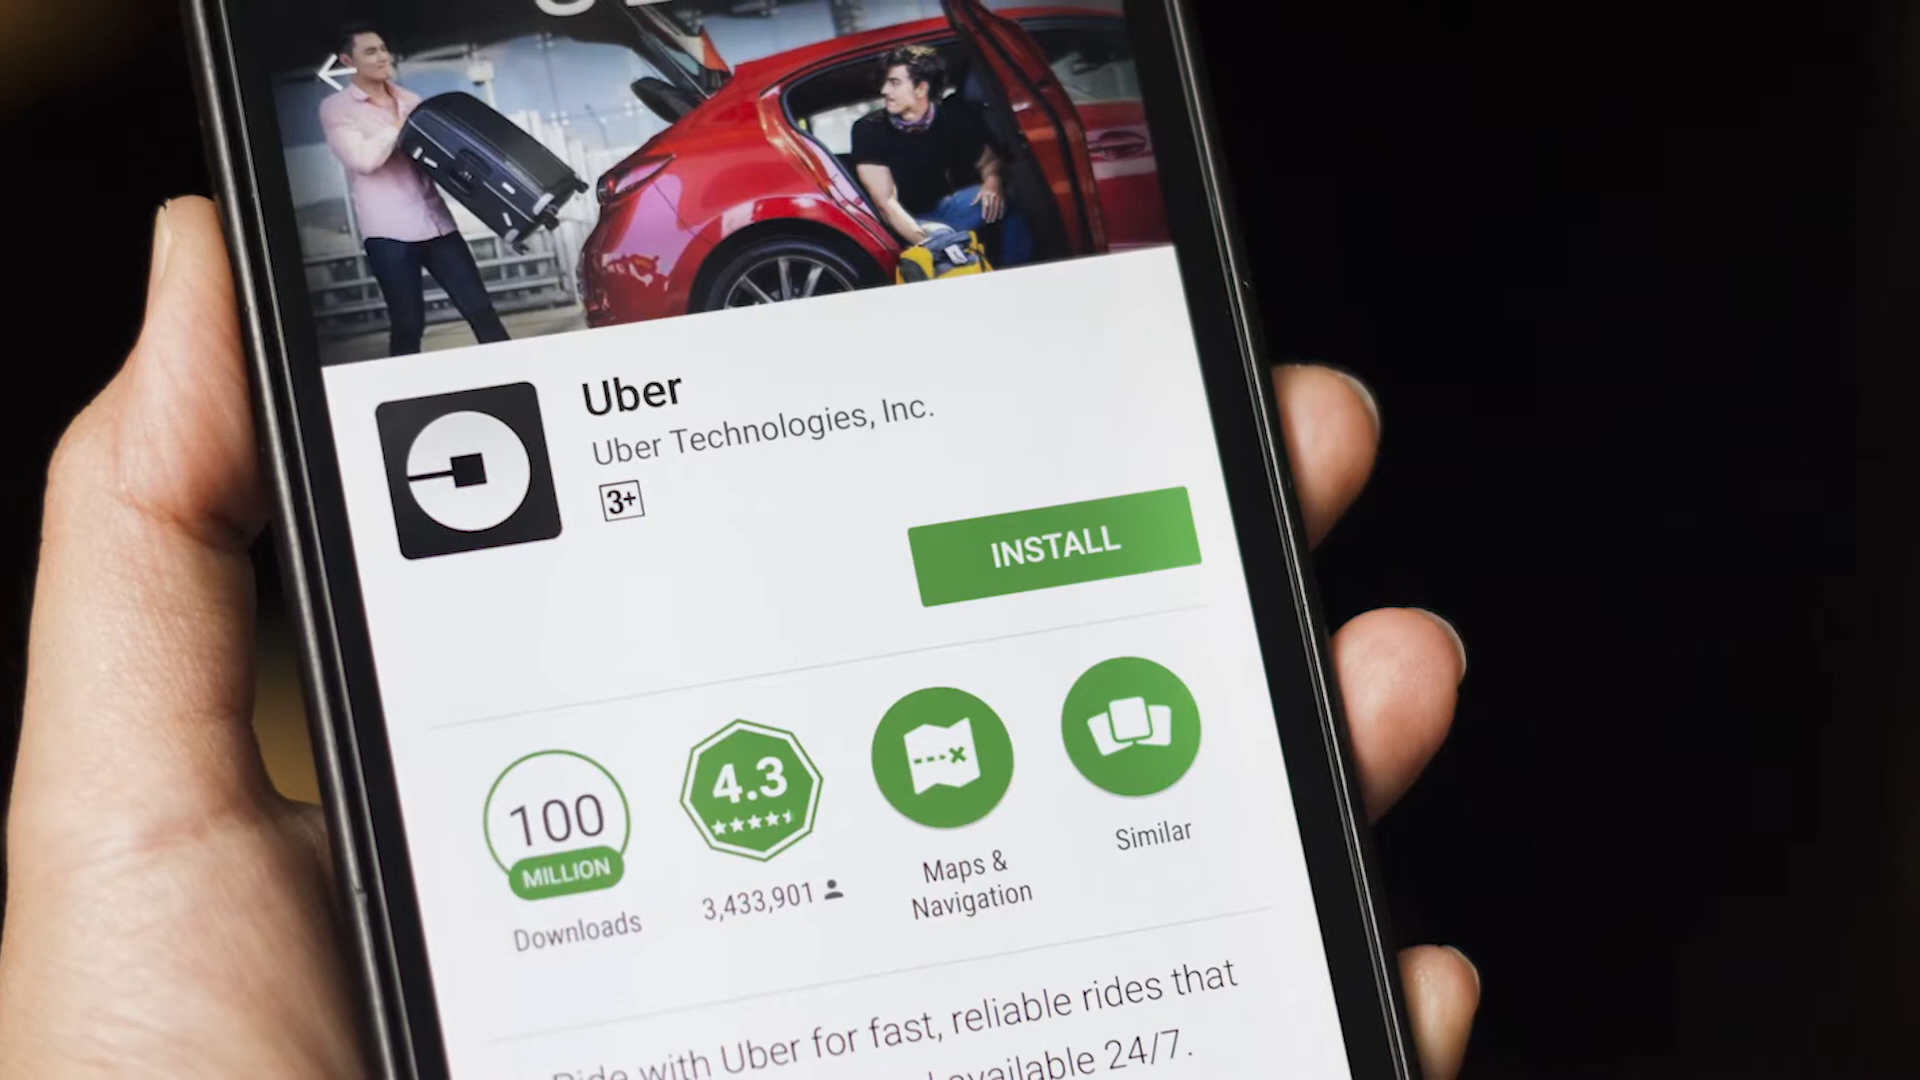 Uber
Uber Technologies, Inc.
3+
INSTALL
100
MILLION
Downloads
4.3
3,433,901
Maps &
Navigation
Similar
Ride with Uber for fast, reliable rides that
available 24/7.